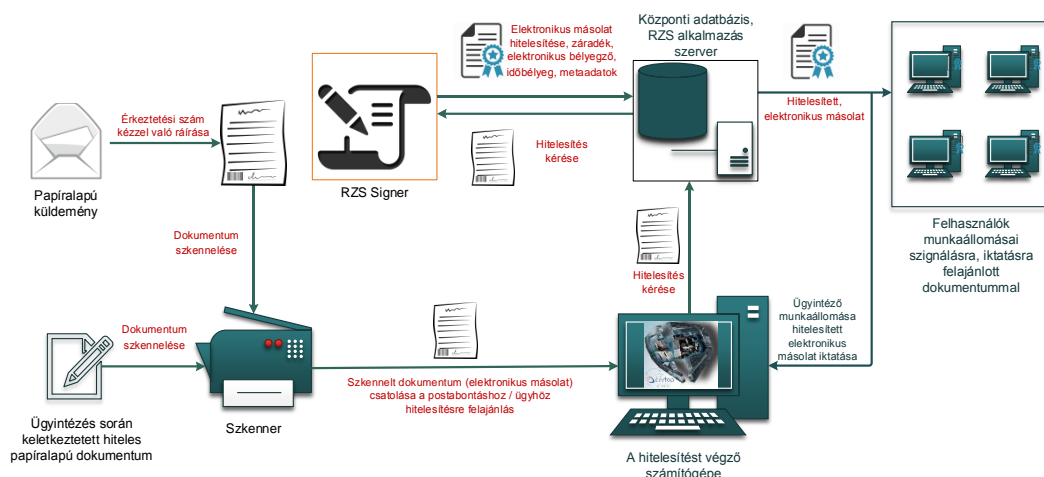 Elektronikus másolat
hitelesítése, záradék,
elektronikus bélyegző,
időbélyeg, metaadatok
Központi adatbázis,
RZS alkalmazás
szerver
Érkeztetési szám
kézzel való ráírása
Hitelesített,
elektronikus másolat
Hitelesítés
kérése
Papíralapú
küldemény
RZS Signer
Felhasználók
munkaállomásai
szignálásra, iktatásra
felajánlott
dokumentummal
Dokumentum
szkennelése
Hitelesítés
kérése
Ügyintéző
munkaállomása
hitelesített
elektronikus
másolat iktatása
Dokumentum
szkennelése
Szkennelt dokumentum (elektronikus másolat)
csatolása a postabontáshoz / ügyhöz
hitelesítésre felajánlás
Szkenner
Ügyintézés során
keletkeztetett hiteles
papíralapú dokumentum
A hitelesítést végző
számítógépe